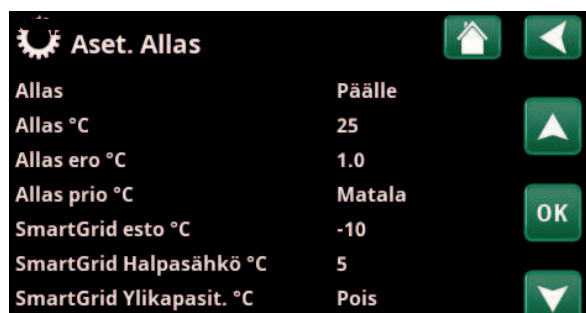 Aset. Allas
Allas Päälle
Allas °C 25
Allas ero °C 1.0
Allas prio °C Matala
SmartGrid esto °C -10
OK
SmartGrid Halpasähkö °C 5
SmartGrid Ylikapasit. °C Pois